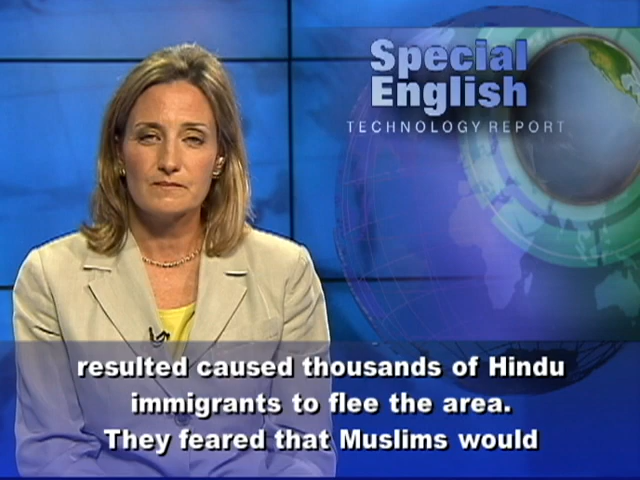 Special
English
TECHNOLOGY REPORT
resulted caused thousands of Hindu
immigrants to flee the area.
They feared that Muslims would